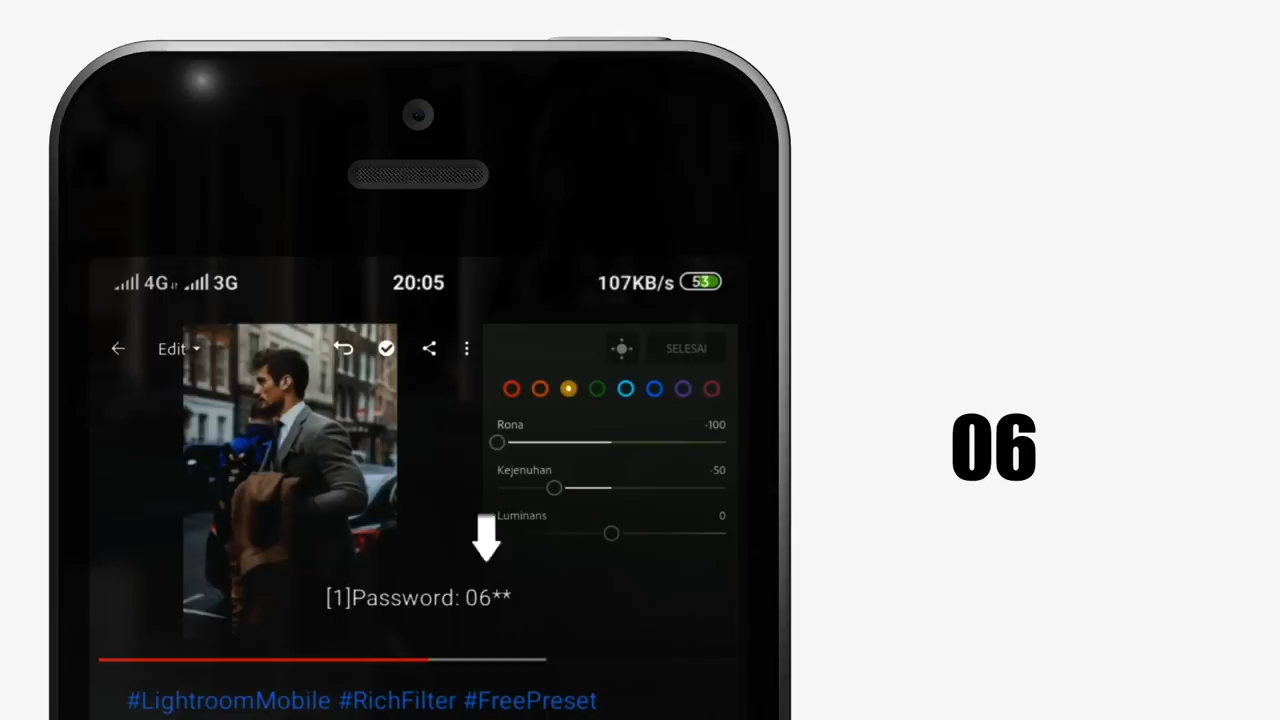 4G 3G 20:05 107KB/s 53
Edit SELESAI
Rona -100
Kejenuhan -50
Luminans 0
[1]Password: 06**
#LightroomMobile #RichFilter #FreePreset
06